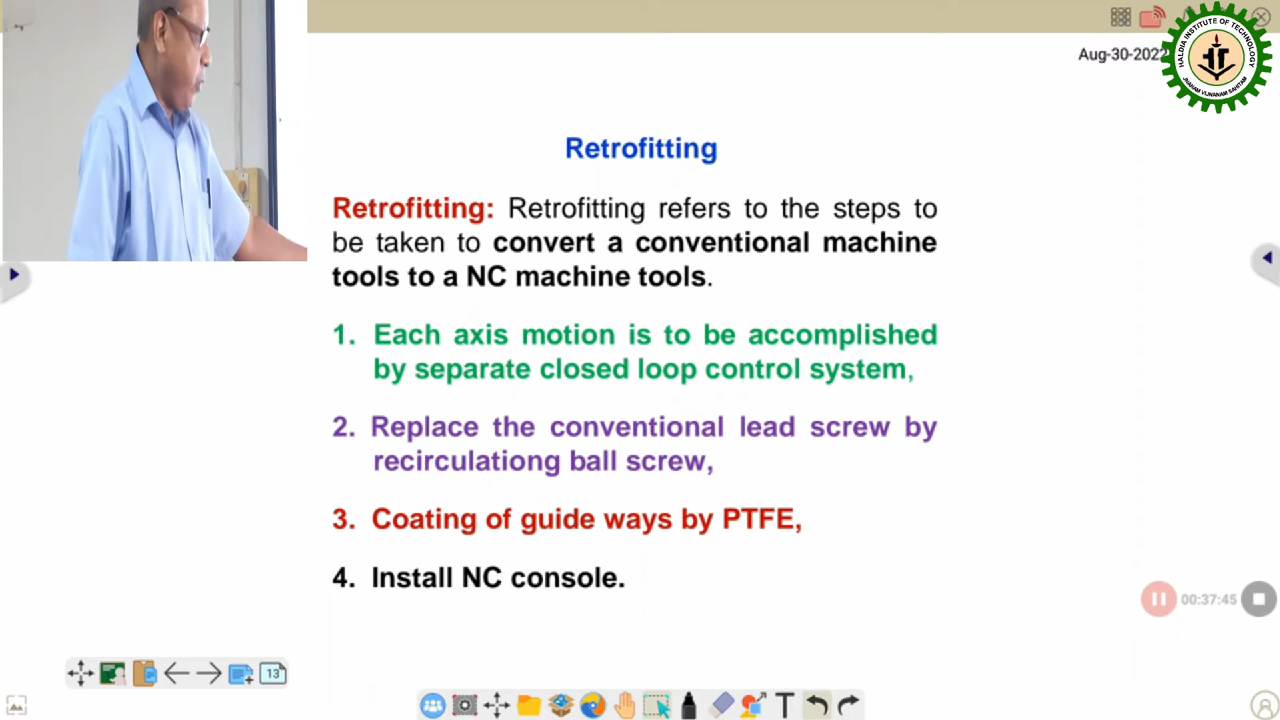 Aug-30-2022
HALDIA INSTITUTE OF TECHNOLOGY
Retrofitting
Retrofitting: Retrofitting refers to the steps to
be taken to convert a conventional machine
tools to a NC machine tools.
1. Each axis motion is to be accomplished
by separate closed loop control system,
2. Replace the conventional lead screw by
recirculationg ball screw,
3. Coating of guide ways by PTFE,
4. Install NC console.
00:37:45
13
T